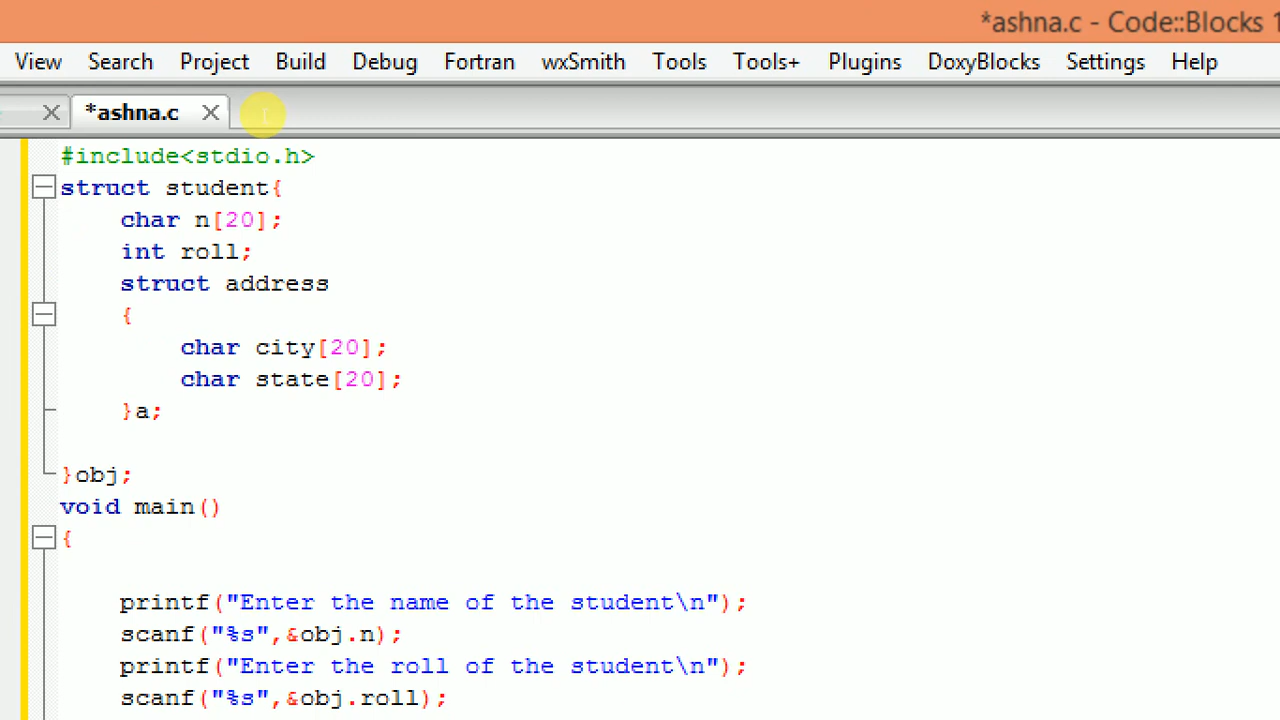 *ashna.c - Code::Blocks 1
View Search Project Build Debug Fortran wxSmith Tools Tools+ Plugins DoxyBlocks Settings Help
*ashna.c
#include<stdio.h>
struct student{
char n[20];
int roll;
struct address
{
char city[20];
char state[20];
}a;
}obj;
void main()
{
printf("Enter the name of the student\n");
scanf("%s",&obj.n);
printf("Enter the roll of the student\n");
scanf("%s",&obj.roll);